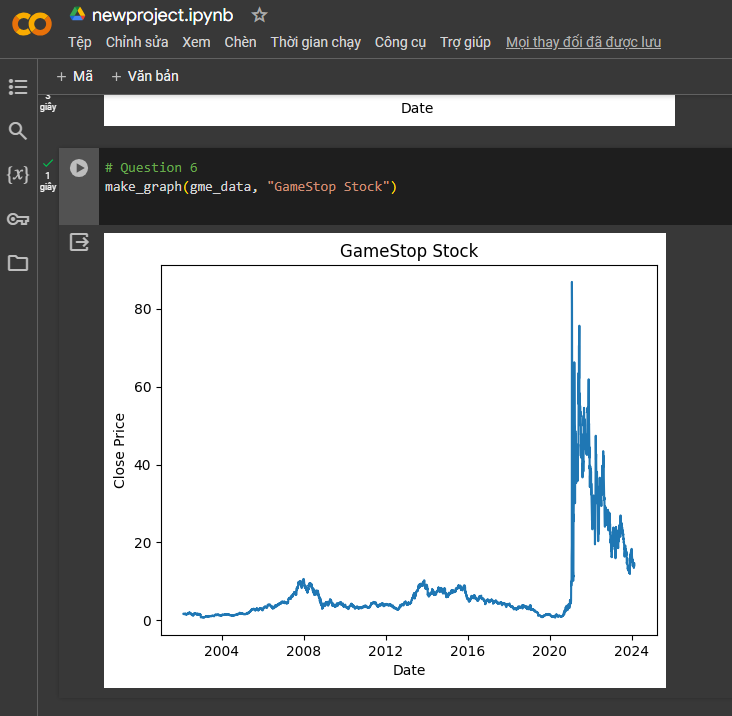 newproject.ipynb
Tệp Chỉnh sửa Xem Chèn Thời gian chạy Công cụ Trợ giúp Mọi thay đổi đã được lưu
+ Mã + Văn bản
3
giây
Date
{x}
1
giây
# Question 6
make_graph(gme_data, "GameStop Stock")
GameStop Stock
80
60
40
20
0
Close Price
2004 2008 2012 2016 2020 2024
Date